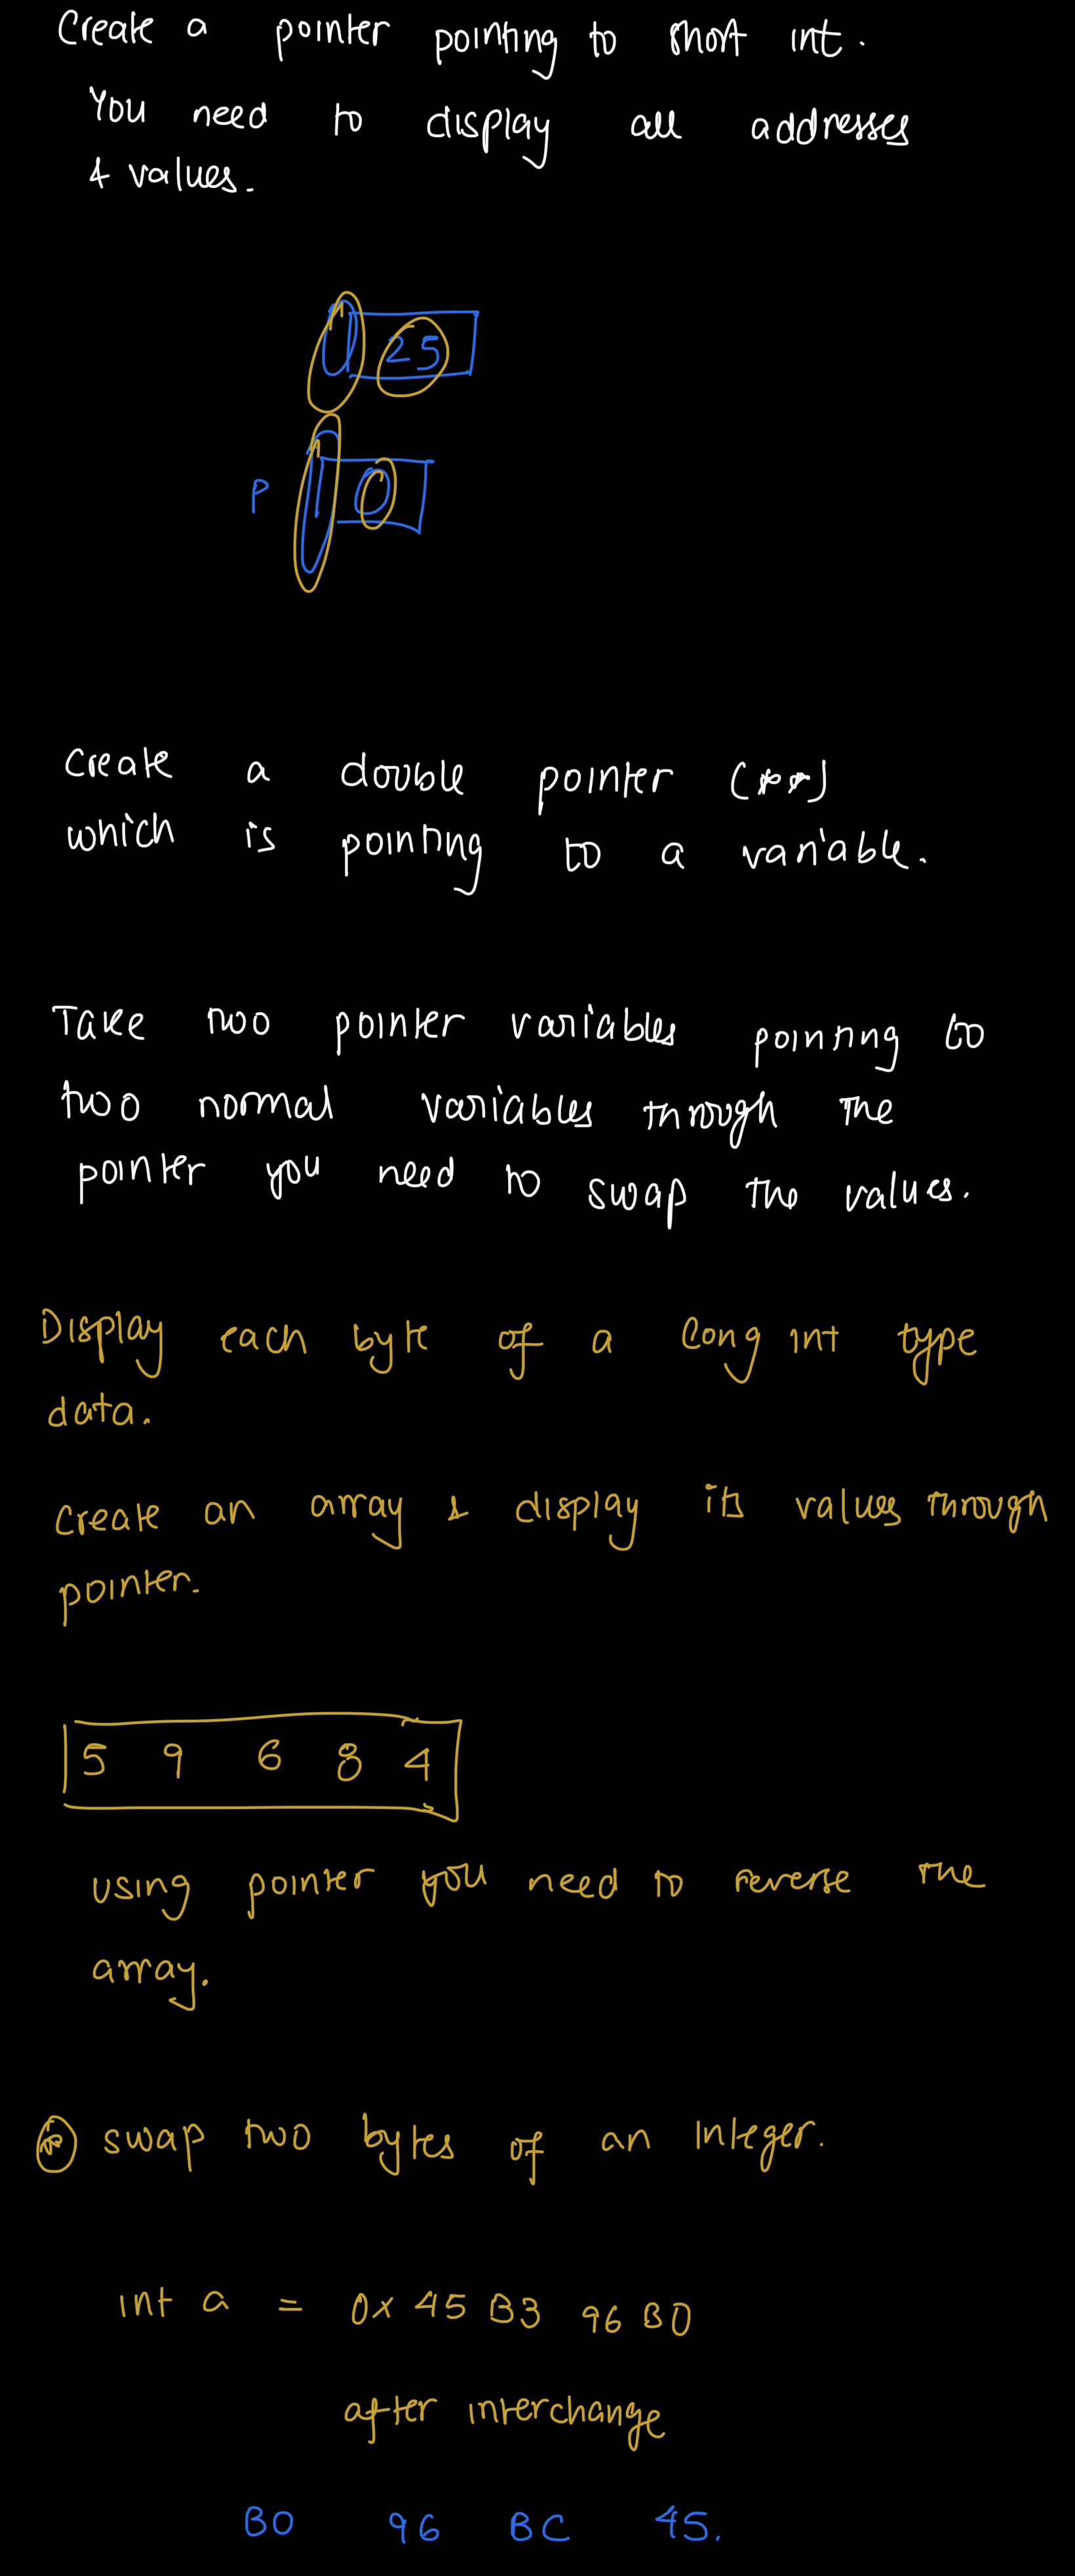 Create a pointer pointing to short int.
You need to display all addresses
& values.
25
P 0
Create a double pointer (**)
which is pointing to a variable.
Take two pointer variables pointing to
two normal variables through the
pointer you need to swap the values.
Display each byte of a long int type
data.
Create an array & display its values through
pointer.
5 9 6 8 4
using pointer you need to reverse the
array.
* swap two bytes of an Integer.
int a = 0x 45 B3 96 B0
after interchange
B0 96 BC 45.